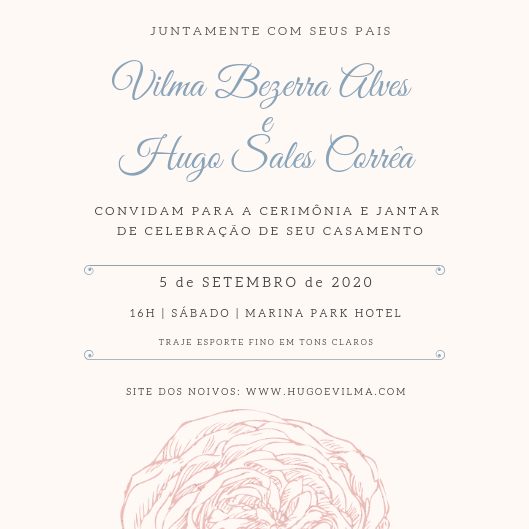 JUNTAMENTE COM SEUS PAIS
Vilma Bezerra Alves
e
Hugo Sales Corrêa
CONVIDAM PARA A CERIMÔNIA E JANTAR
DE CELEBRAÇÃO DE SEU CASAMENTO
5 de SETEMBRO de 2020
16H | SÁBADO | MARINA PARK HOTEL
TRAJE ESPORTE FINO EM TONS CLAROS
SITE DOS NOIVOS: WWW.HUGOEVILMA.COM